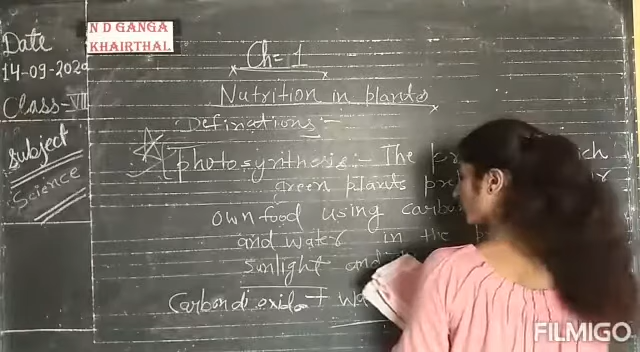 N D GANGA
KHAIRTHAL
Date
14-09-2020
Class-VII
Subject
Science
Ch= 1
Nutrition in plants
Definations:-
Photosynthesis:- The
green plants
own food using
and water in the
sunlight and
Carbondioxide +
FILMIGO